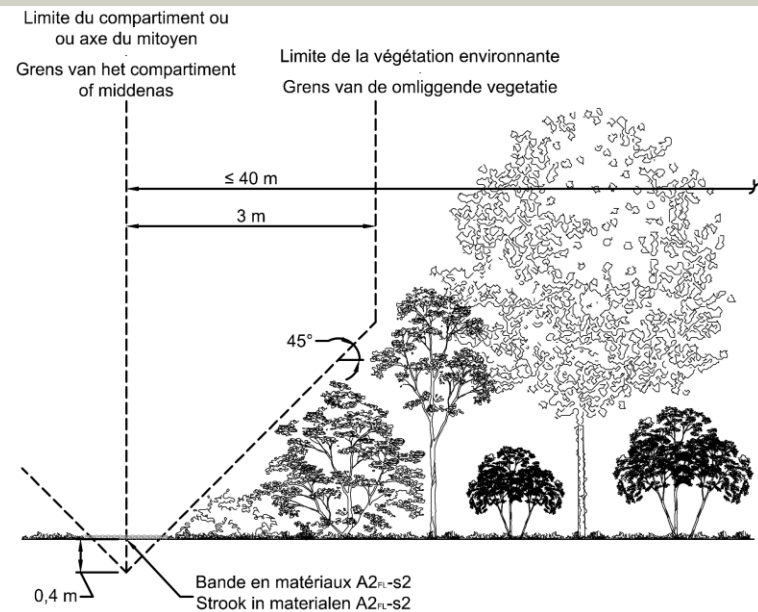 Limite du compartiment ou
ou axe du mitoyen
Grens van het compartiment
of middenas
Limite de la végétation environnante
Grens van de omliggende vegetatie
≤ 40 m
3 m
45°
0,4 m
Bande en matériaux A2FL-s2
Strook in materialen A2FL-s2